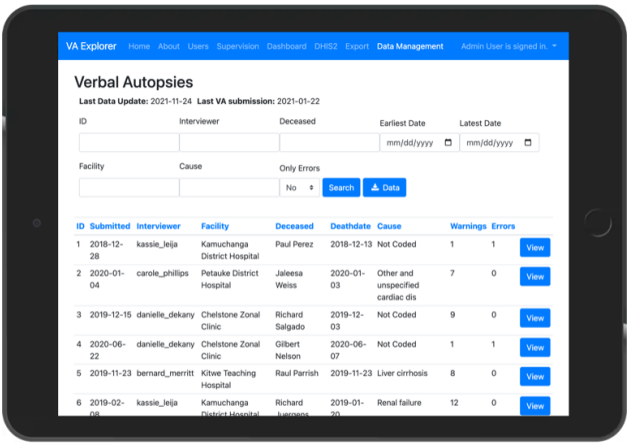 VA Explorer Home About Users Supervision Dashboard DHIS2 Export Data Management Admin User is signed in.
Verbal Autopsies
Last Data Update: 2021-11-24 Last VA submission: 2021-01-22
ID Interviewer Deceased Earliest Date Latest Date
mm/dd/yyyy mm/dd/yyyy
Facility Cause Only Errors
No Search Data
ID Submitted Interviewer Facility Deceased Deathdate Cause Warnings Errors
1 2018-12- kassie_leija Kamuchanga Paul Perez 2018-12-13 Not Coded 1 1 View
28 District Hospital
2 2020-01- carole_phillips Petauke District Jaleesa 2020-01- Other and 7 0 View
04 Hospital Weiss 03 unspecified
cardiac dis
3 2019-12-15 danielle_dekany Chelstone Zonal Richard 2019-12- Not Coded 9 0 View
Clinic Salgado 03
4 2020-06- danielle_dekany Chelstone Zonal Gilbert 2020-06- Not Coded 1 1 View
22 Clinic Nelson 07
5 2019-11-23 bernard_merritt Kitwe Teaching Raul Parrish 2019-11-23 Liver cirrhosis 8 0 View
Hospital
6 2019-02- kassie_leija Kamuchanga Richard 2019-01- Renal failure 12 0 View
08 District Hospital Juergens 20